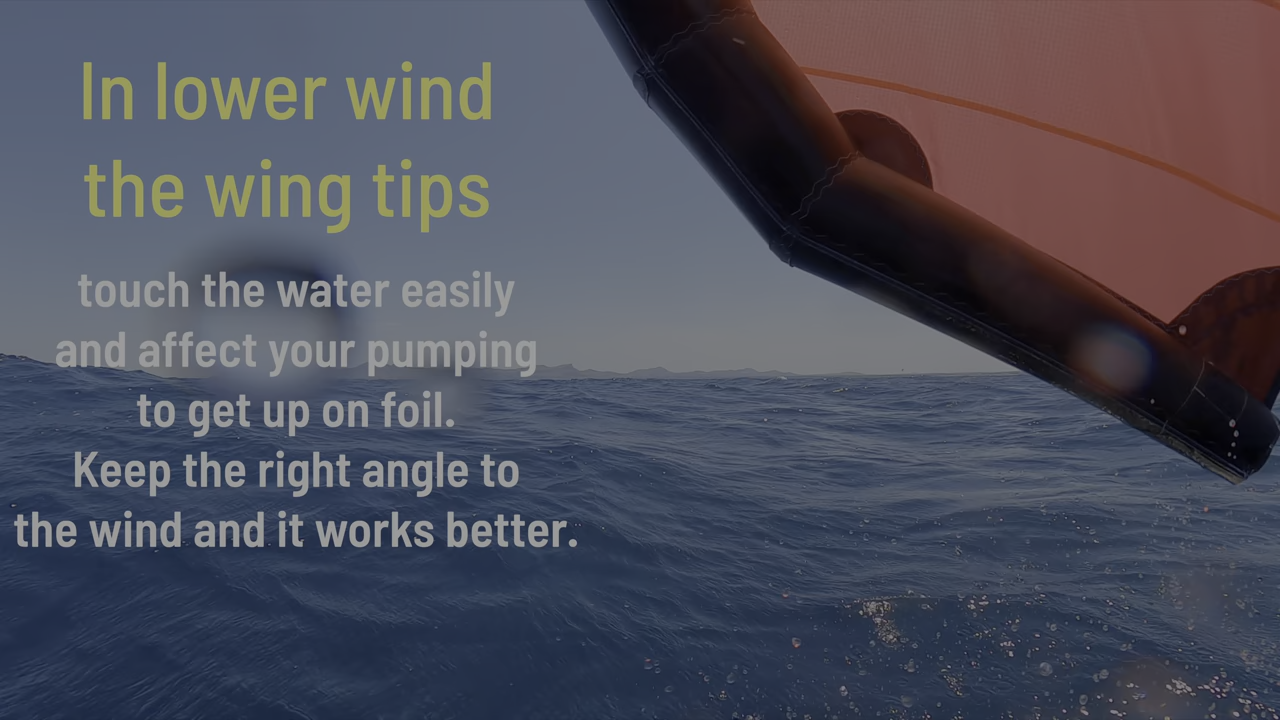 In lower wind
the wing tips
touch the water easily
and affect your pumping
to get up on foil.
Keep the right angle to
the wind and it works better.